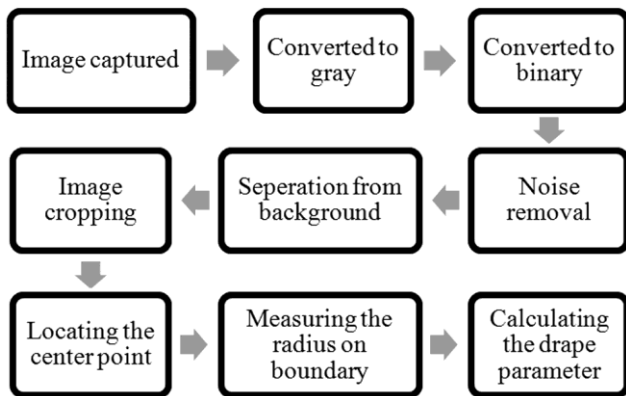 Image captured
Converted to
gray
Converted to
binary
Noise
removal
Seperation from
background
Image
cropping
Locating the
center point
Measuring the
radius on
boundary
Calculating
the drape
parameter